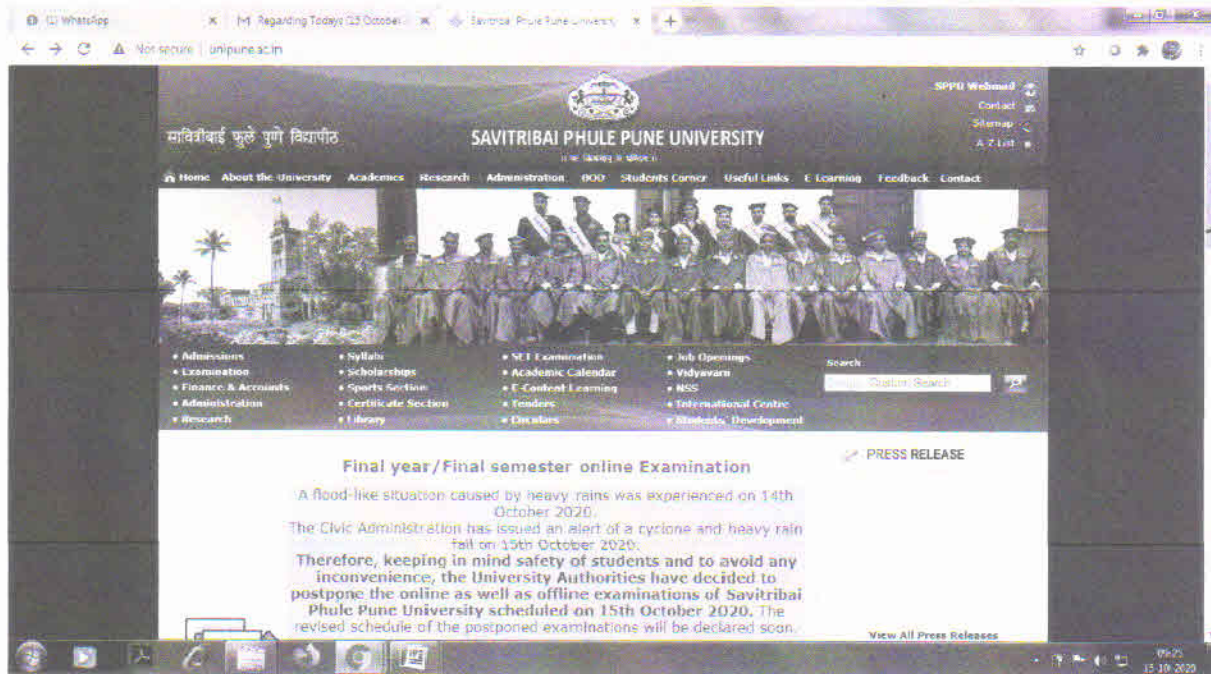 (1) WhatsApp
Regarding Todays (15 October
Savitribai Phule Pune University
Not secure | unipune.ac.in
SPPU Webmail
Contact
Sitemap
A Z List
सावित्रीबाई फुले पुणे विद्यापीठ
SAVITRIBAI PHULE PUNE UNIVERSITY
Home About the University Academics Research Administration BOD Students Corner Useful Links E Learning Feedback Contact
• Admissions • Syllabi • SET Examination • Job Openings
Search
• Examination • Scholarships • Academic Calendar • Vidyavani
• Finance & Accounts • Sports Section • E-Content Learning • NSS
Custom Search
• Administration • Certificate Section • Tenders • International Centre
• Research • Library • Circulars • Students' Development
PRESS RELEASE
Final year/Final semester online Examination
A flood-like situation caused by heavy rains was experienced on 14th
October 2020.
The Civic Administration has issued an alert of a cyclone and heavy rain
fall on 15th October 2020.
Therefore, keeping in mind safety of students and to avoid any
inconvenience, the University Authorities have decided to
postpone the online as well as offline examinations of Savitribai
Phule Pune University scheduled on 15th October 2020. The
revised schedule of the postponed examinations will be declared soon.
View All Press Releases
09:25
15-10-2020